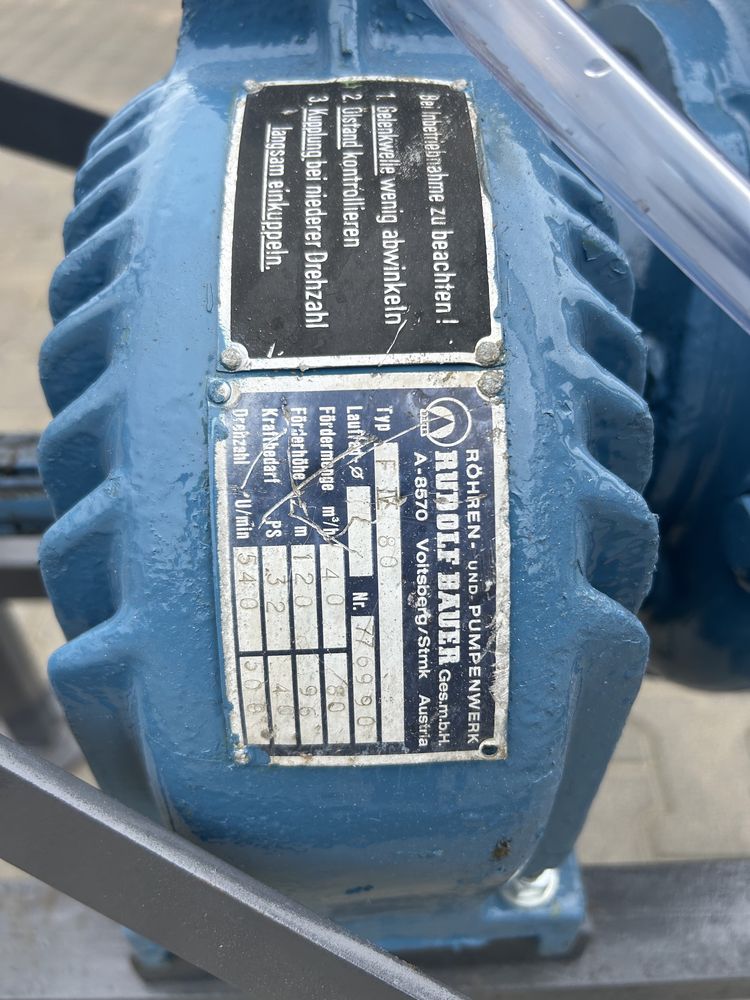 Bei Inbetriebnahme zu beachten!
1. Gelenkwelle wenig abwinkeln
2. Ölstand kontrollieren
3. Kupplung bei niederer Drehzahl
langsam einkuppeln.
RÖHREN- UND PUMPENWERK
RUDOLF BAUER Ges.m.b.H.
A-8570 Voitsberg/Stmk Austria
Typ 80
Laufrad Ø Nr.
Fördermenge m³/h 40 80
Förderhöhe m 120 96
Kraftbedarf PS 32 40
Drehzahl U/min 540